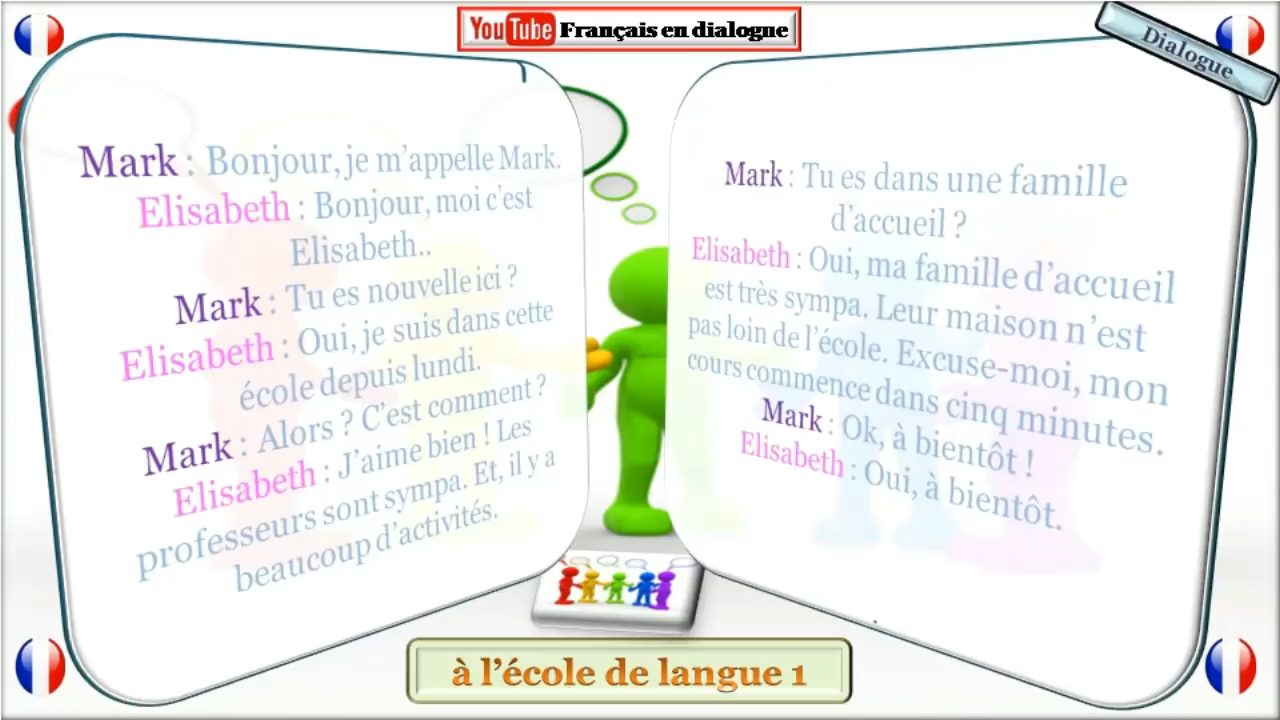 YouTube Français en dialogue
Dialogue
Mark : Bonjour, je m'appelle Mark.
Elisabeth : Bonjour, moi c'est
Elisabeth..
Mark : Tu es nouvelle ici ?
Elisabeth : Oui, je suis dans cette
école depuis lundi.
Mark : Alors ? C'est comment ?
Elisabeth : J'aime bien ! Les
professeurs sont sympa. Et, il y a
beaucoup d'activités.
Mark : Tu es dans une famille
d'accueil ?
Elisabeth : Oui, ma famille d'accueil
est très sympa. Leur maison n'est
pas loin de l'école. Excuse-moi, mon
cours commence dans cinq minutes.
Mark : Ok, à bientôt !
Elisabeth : Oui, à bientôt.
à l'école de langue 1